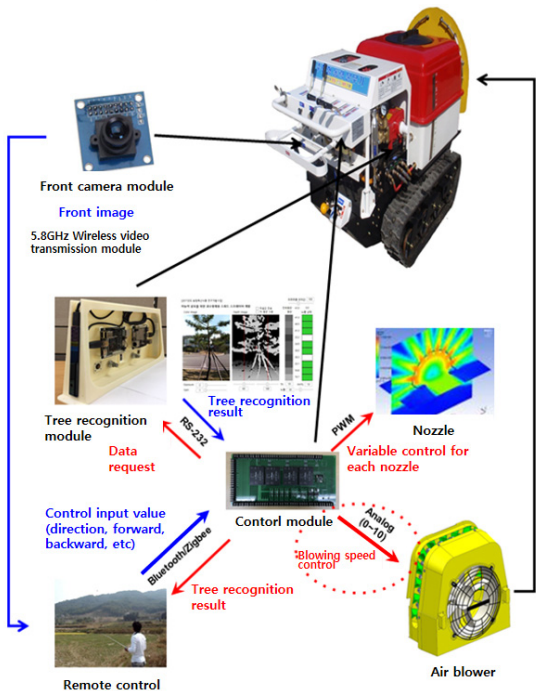 Front camera module
Front image
5.8GHz Wireless video
transmission module
Tree recognition
result
Tree recognition
module
RS-232
Data
request
PWM
Nozzle
Variable control for
each nozzle
Control input value
(direction, forward,
backward, etc)
Bluetooth/Zigbee
Contorl module
Analog
(0~10)
Blowing speed
control
Tree recognition
result
Remote control
Air blower